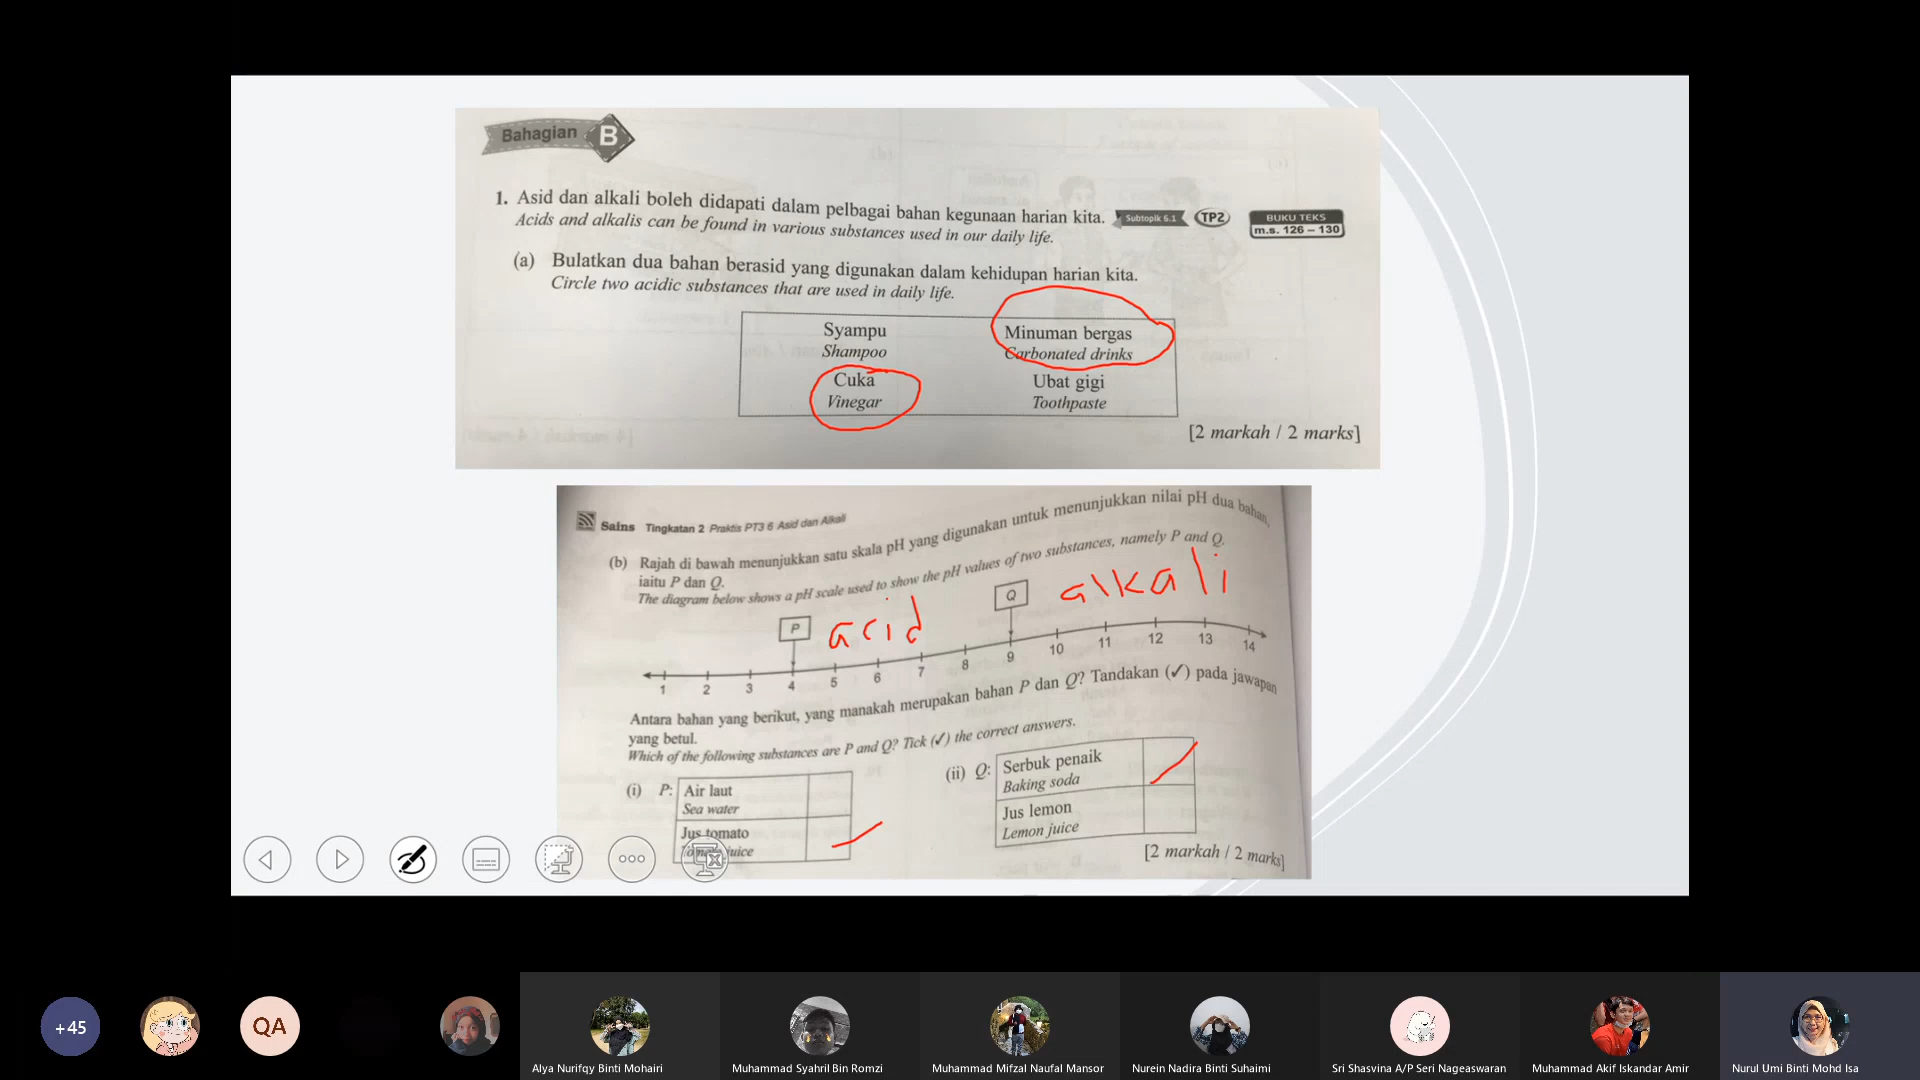 Bahagian B
1. Asid dan alkali boleh didapati dalam pelbagai bahan kegunaan harian kita. Subtopik 6.1 TP2 BUKU TEKS
Acids and alkalis can be found in various substances used in our daily life. m.s. 126 – 130
(a) Bulatkan dua bahan berasid yang digunakan dalam kehidupan harian kita.
Circle two acidic substances that are used in daily life.
Syampu Minuman bergas
Shampoo Carbonated drinks
Cuka Ubat gigi
Vinegar Toothpaste
[2 markah / 2 marks]
Sains Tingkatan 2 Praktis PT3 6 Asid dan Alkali
(b) Rajah di bawah menunjukkan satu skala pH yang digunakan untuk menunjukkan nilai pH dua bahan,
iaitu P dan Q.
The diagram below shows a pH scale used to show the pH values of two substances, namely P and Q.
P acid Q alkali
1 2 3 4 5 6 7 8 9 10 11 12 13 14
Antara bahan yang berikut, yang manakah merupakan bahan P dan Q? Tandakan (✓) pada jawapan
yang betul.
Which of the following substances are P and Q? Tick (✓) the correct answers.
(i) P: Air laut
Sea water
Jus tomato
juice
(ii) Q: Serbuk penaik
Baking soda
Jus lemon
Lemon juice
[2 markah / 2 marks]
+45
QA
Alya Nurifqy Binti Mohairi
Muhammad Syahril Bin Romzi
Muhammad Mifzal Naufal Mansor
Nurein Nadira Binti Suhaimi
Sri Shasvina A/P Seri Nageaswaran
Muhammad Akif Iskandar Amir
Nurul Umi Binti Mohd Isa